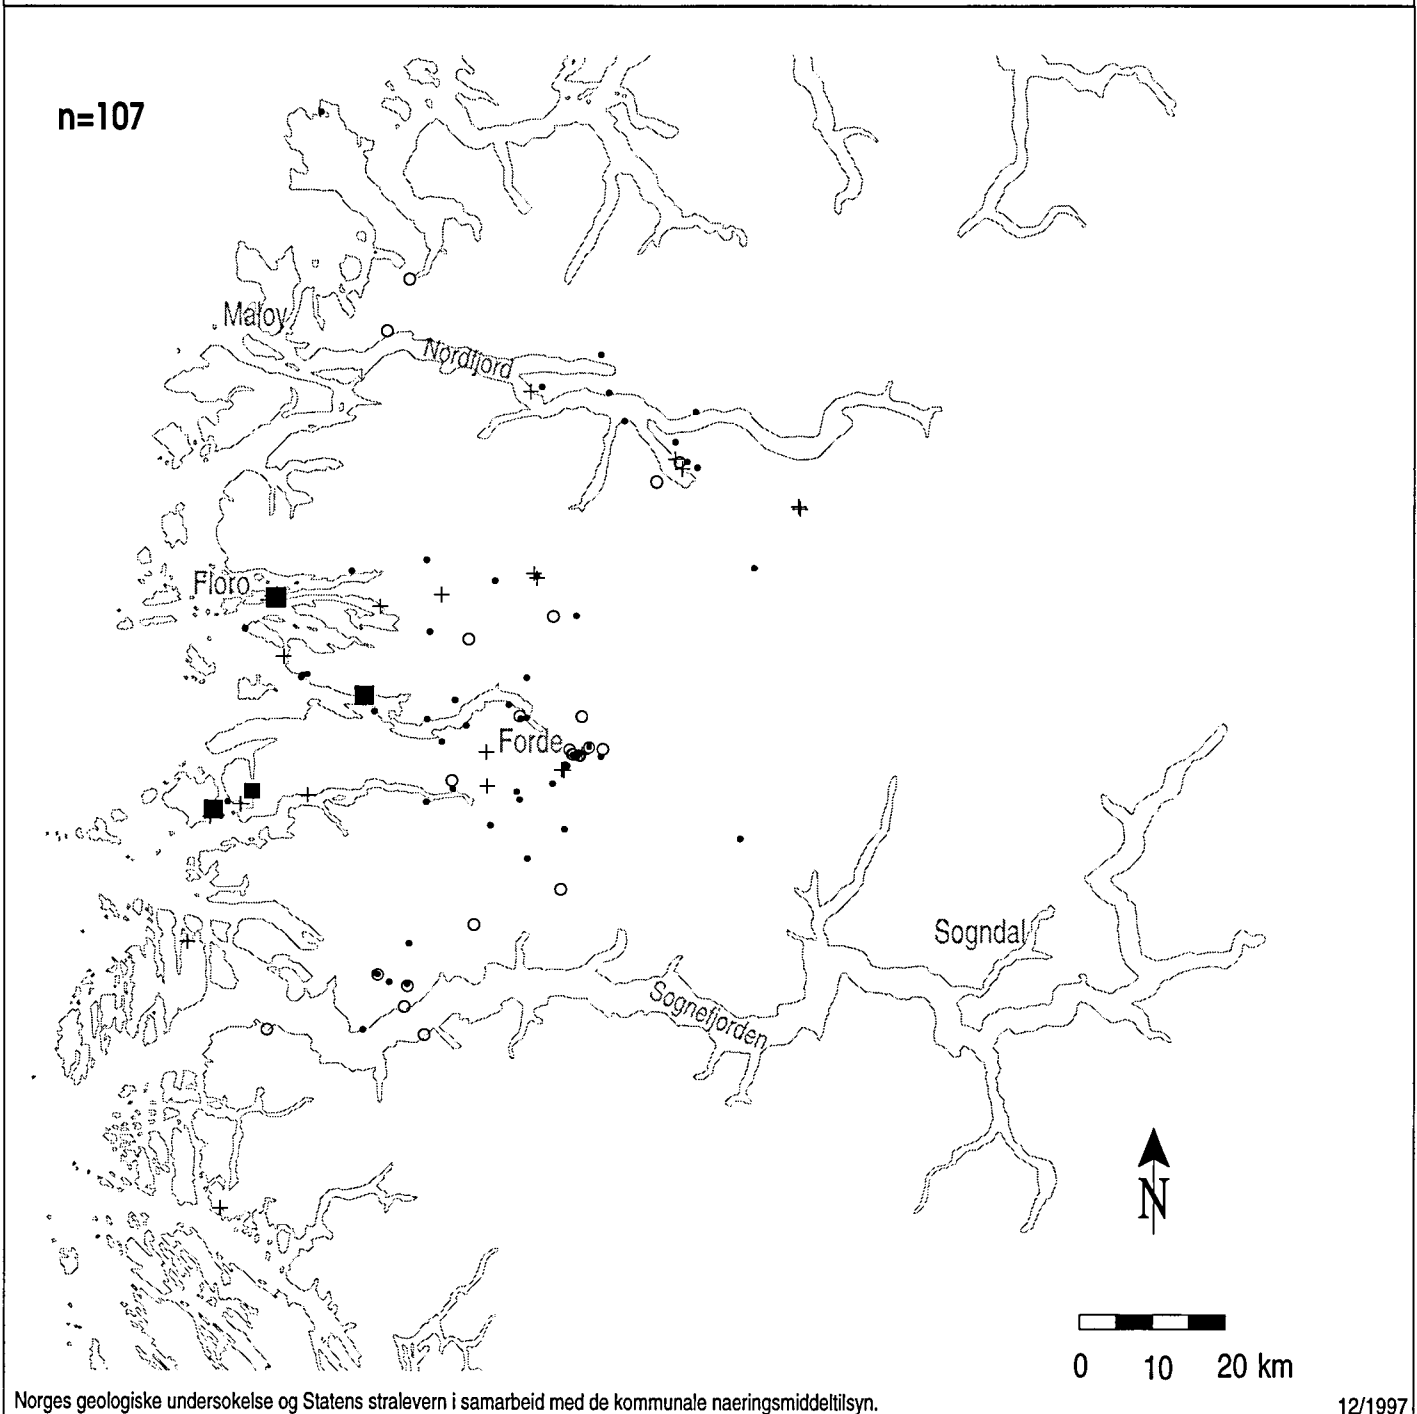 n=107
Maloy
Nordfjord
Floro
Forde
Sogndal
Sognefjorden
N
0 10 20 km
Norges geologiske undersokelse og Statens stralevern i samarbeid med de kommunale naeringsmiddeltilsyn.
12/1997